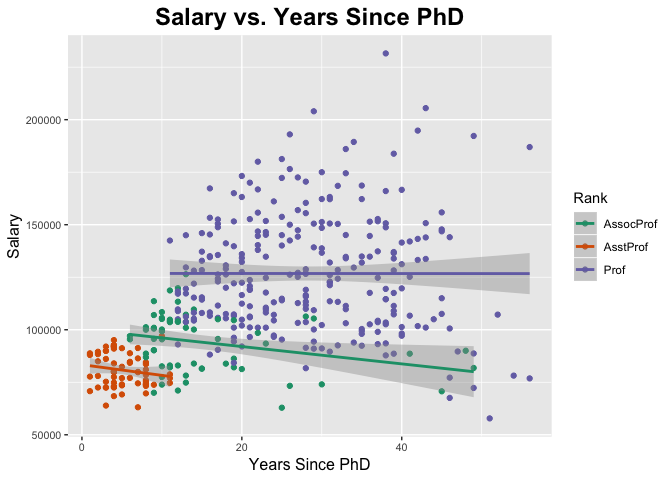 Salary vs. Years Since PhD
200000
150000
100000
50000
Salary
0
20
40
Years Since PhD
Rank
AssocProf
AsstProf
Prof